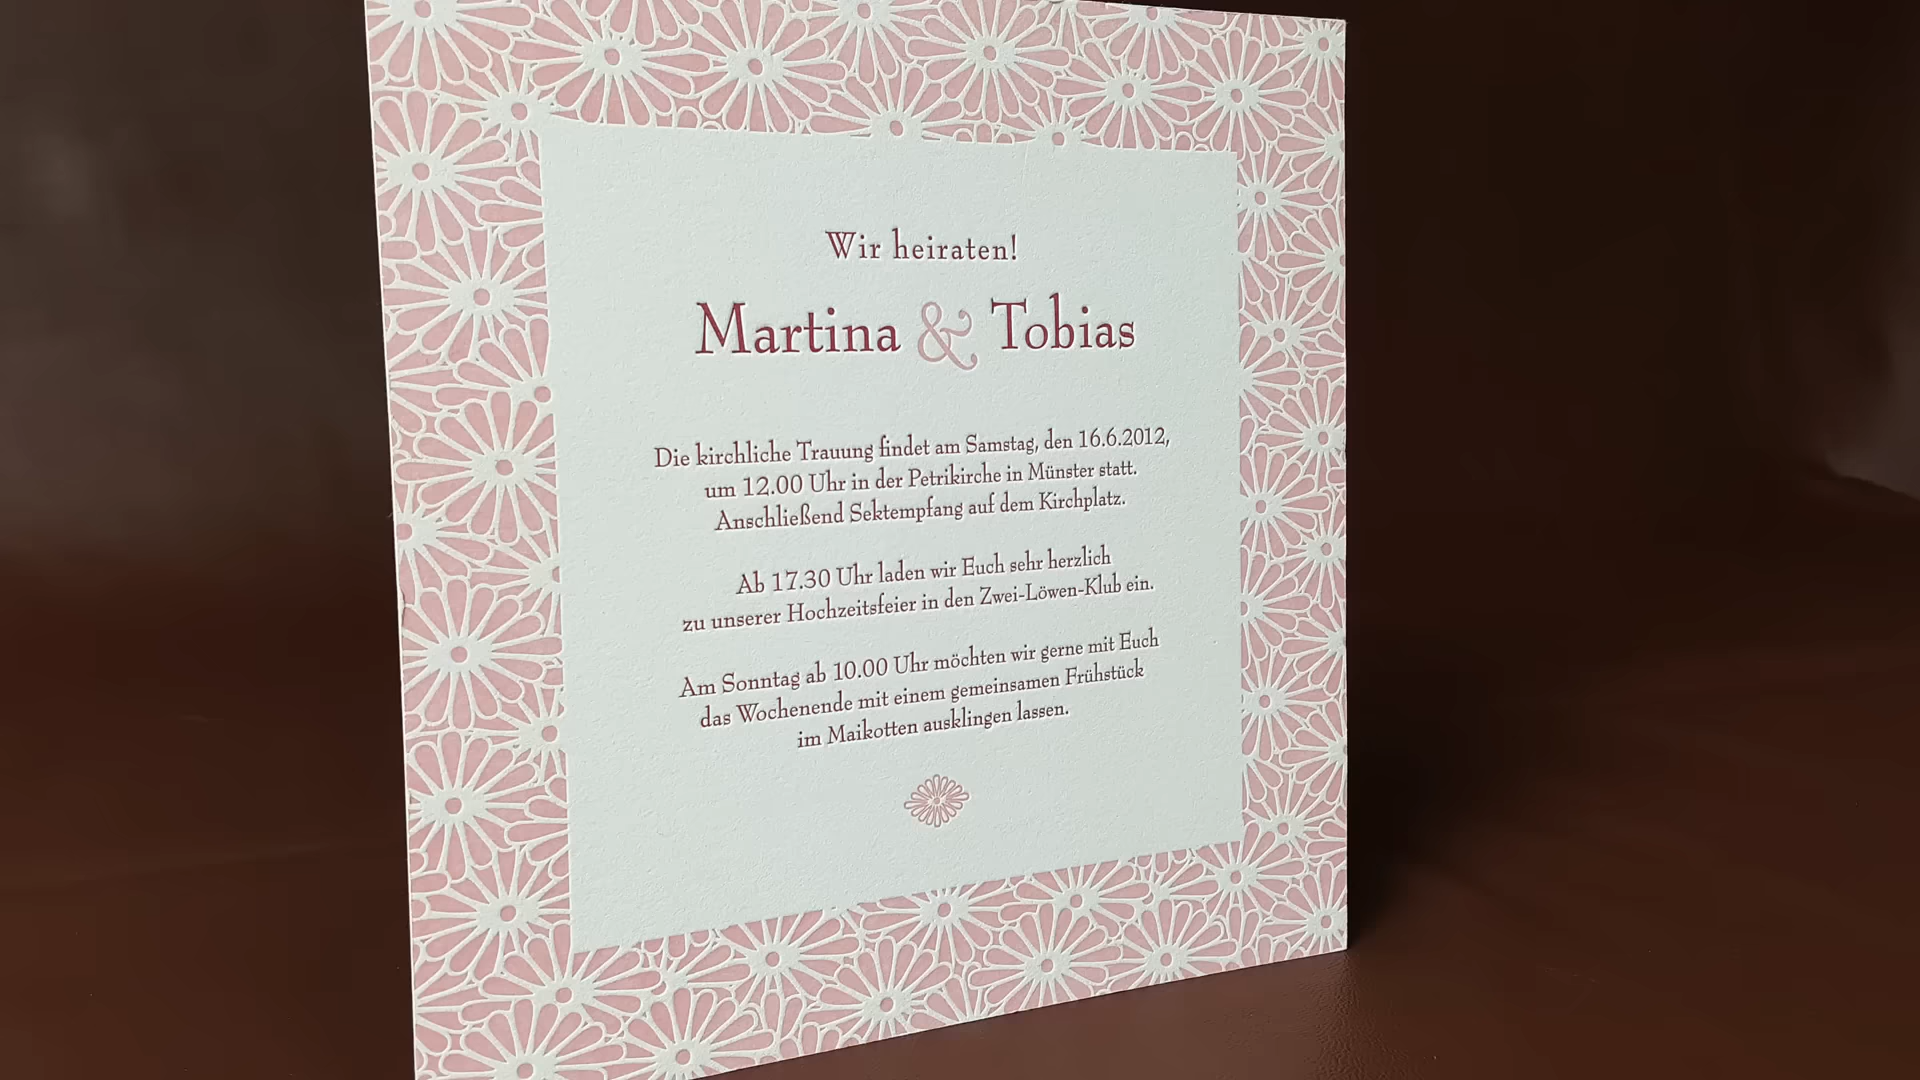 Wir heiraten!
Martina & Tobias
Die kirchliche Trauung findet am Samstag, den 16.6.2012,
um 12.00 Uhr in der Petrikirche in Münster statt.
Anschließend Sektempfang auf dem Kirchplatz.
Ab 17.30 Uhr laden wir Euch sehr herzlich
zu unserer Hochzeitsfeier in den Zwei-Löwen-Klub ein.
Am Sonntag ab 10.00 Uhr möchten wir gerne mit Euch
das Wochenende mit einem gemeinsamen Frühstück
im Maikotten ausklingen lassen.